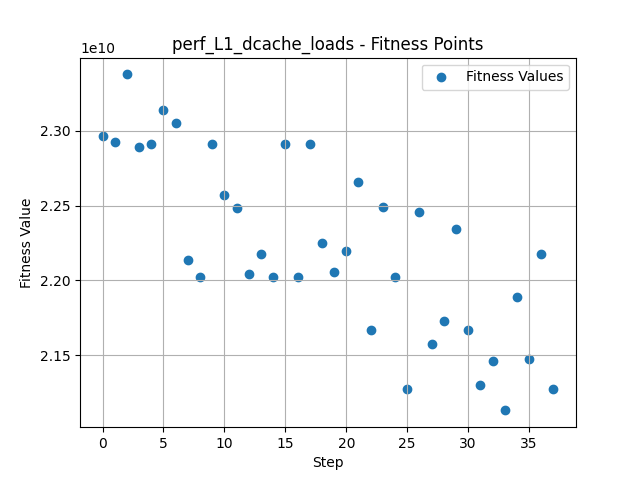 perf_L1_dcache_loads - Fitness Points
1e10
Fitness Values
2.30
2.25
2.20
2.15
Fitness Value
0 5 10 15 20 25 30 35
Step